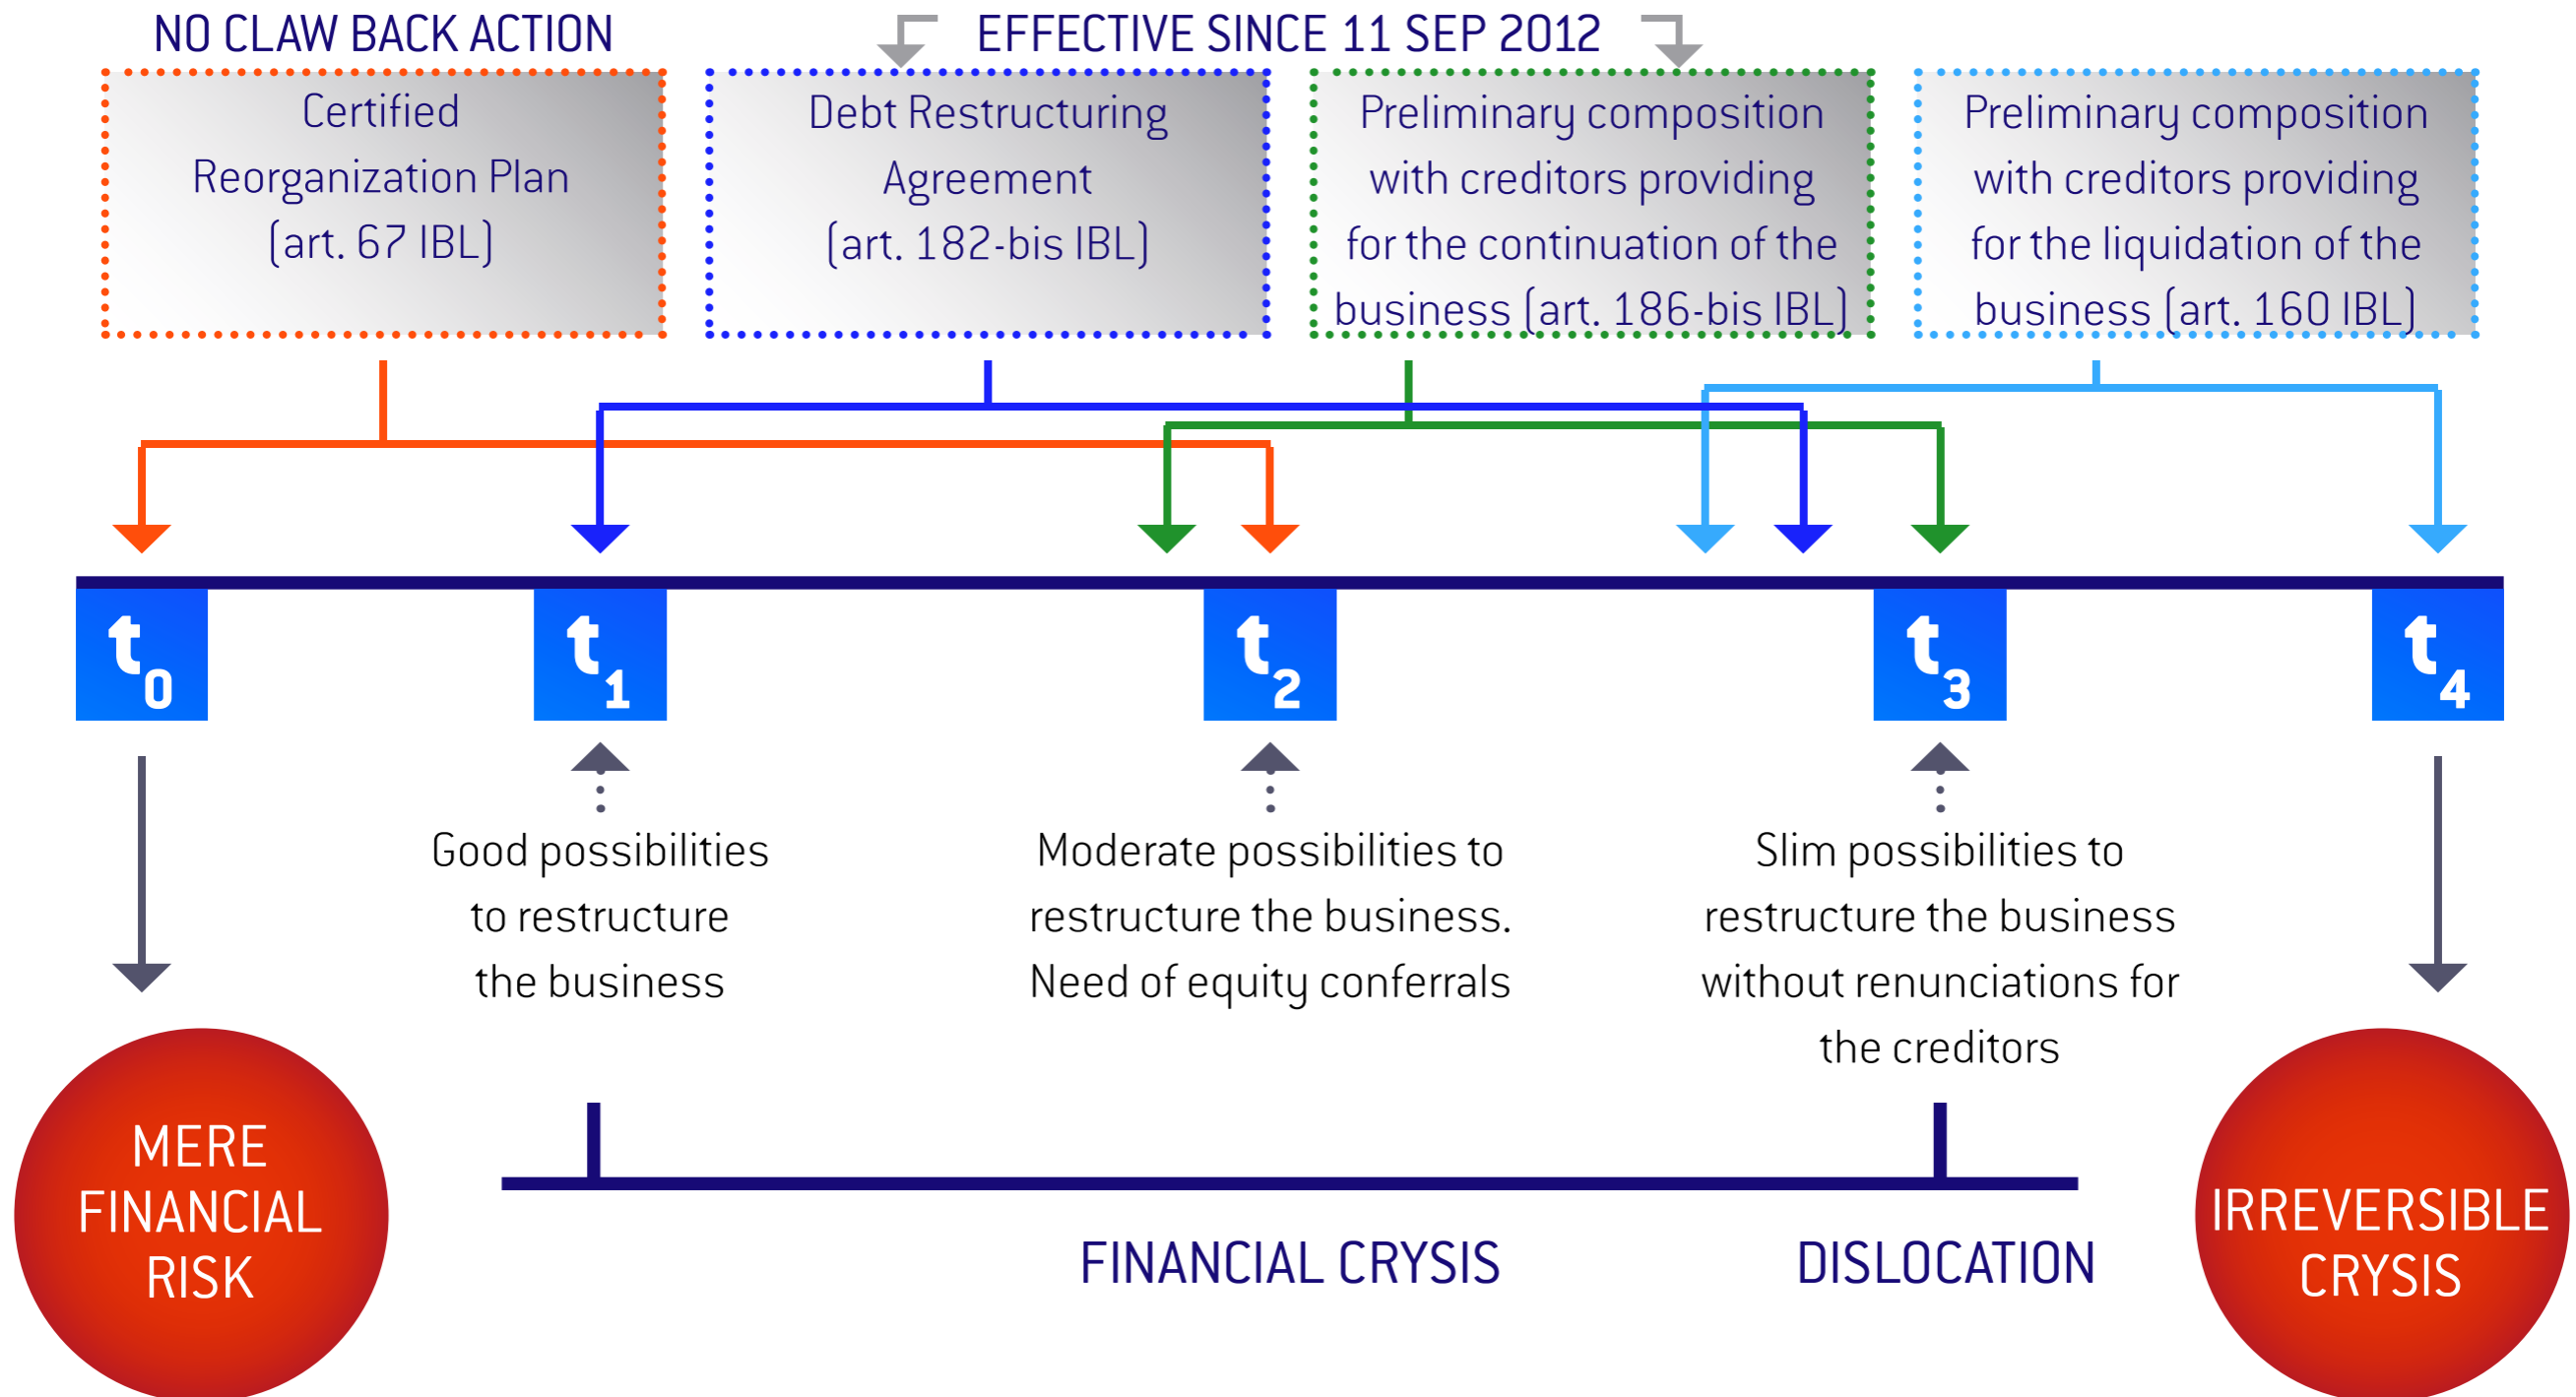 NO CLAW BACK ACTION
EFFECTIVE SINCE 11 SEP 2012
Certified
Reorganization Plan
(art. 67 IBL)
Debt Restructuring
Agreement
(art. 182-bis IBL)
Preliminary composition
with creditors providing
for the continuation of the
business (art. 186-bis IBL)
Preliminary composition
with creditors providing
for the liquidation of the
business (art. 160 IBL)
t0
t1
t2
t3
t4
Good possibilities
to restructure
the business
Moderate possibilities to
restructure the business.
Need of equity conferrals
Slim possibilities to
restructure the business
without renunciations for
the creditors
MERE
FINANCIAL
RISK
FINANCIAL CRYSIS
DISLOCATION
IRREVERSIBLE
CRYSIS